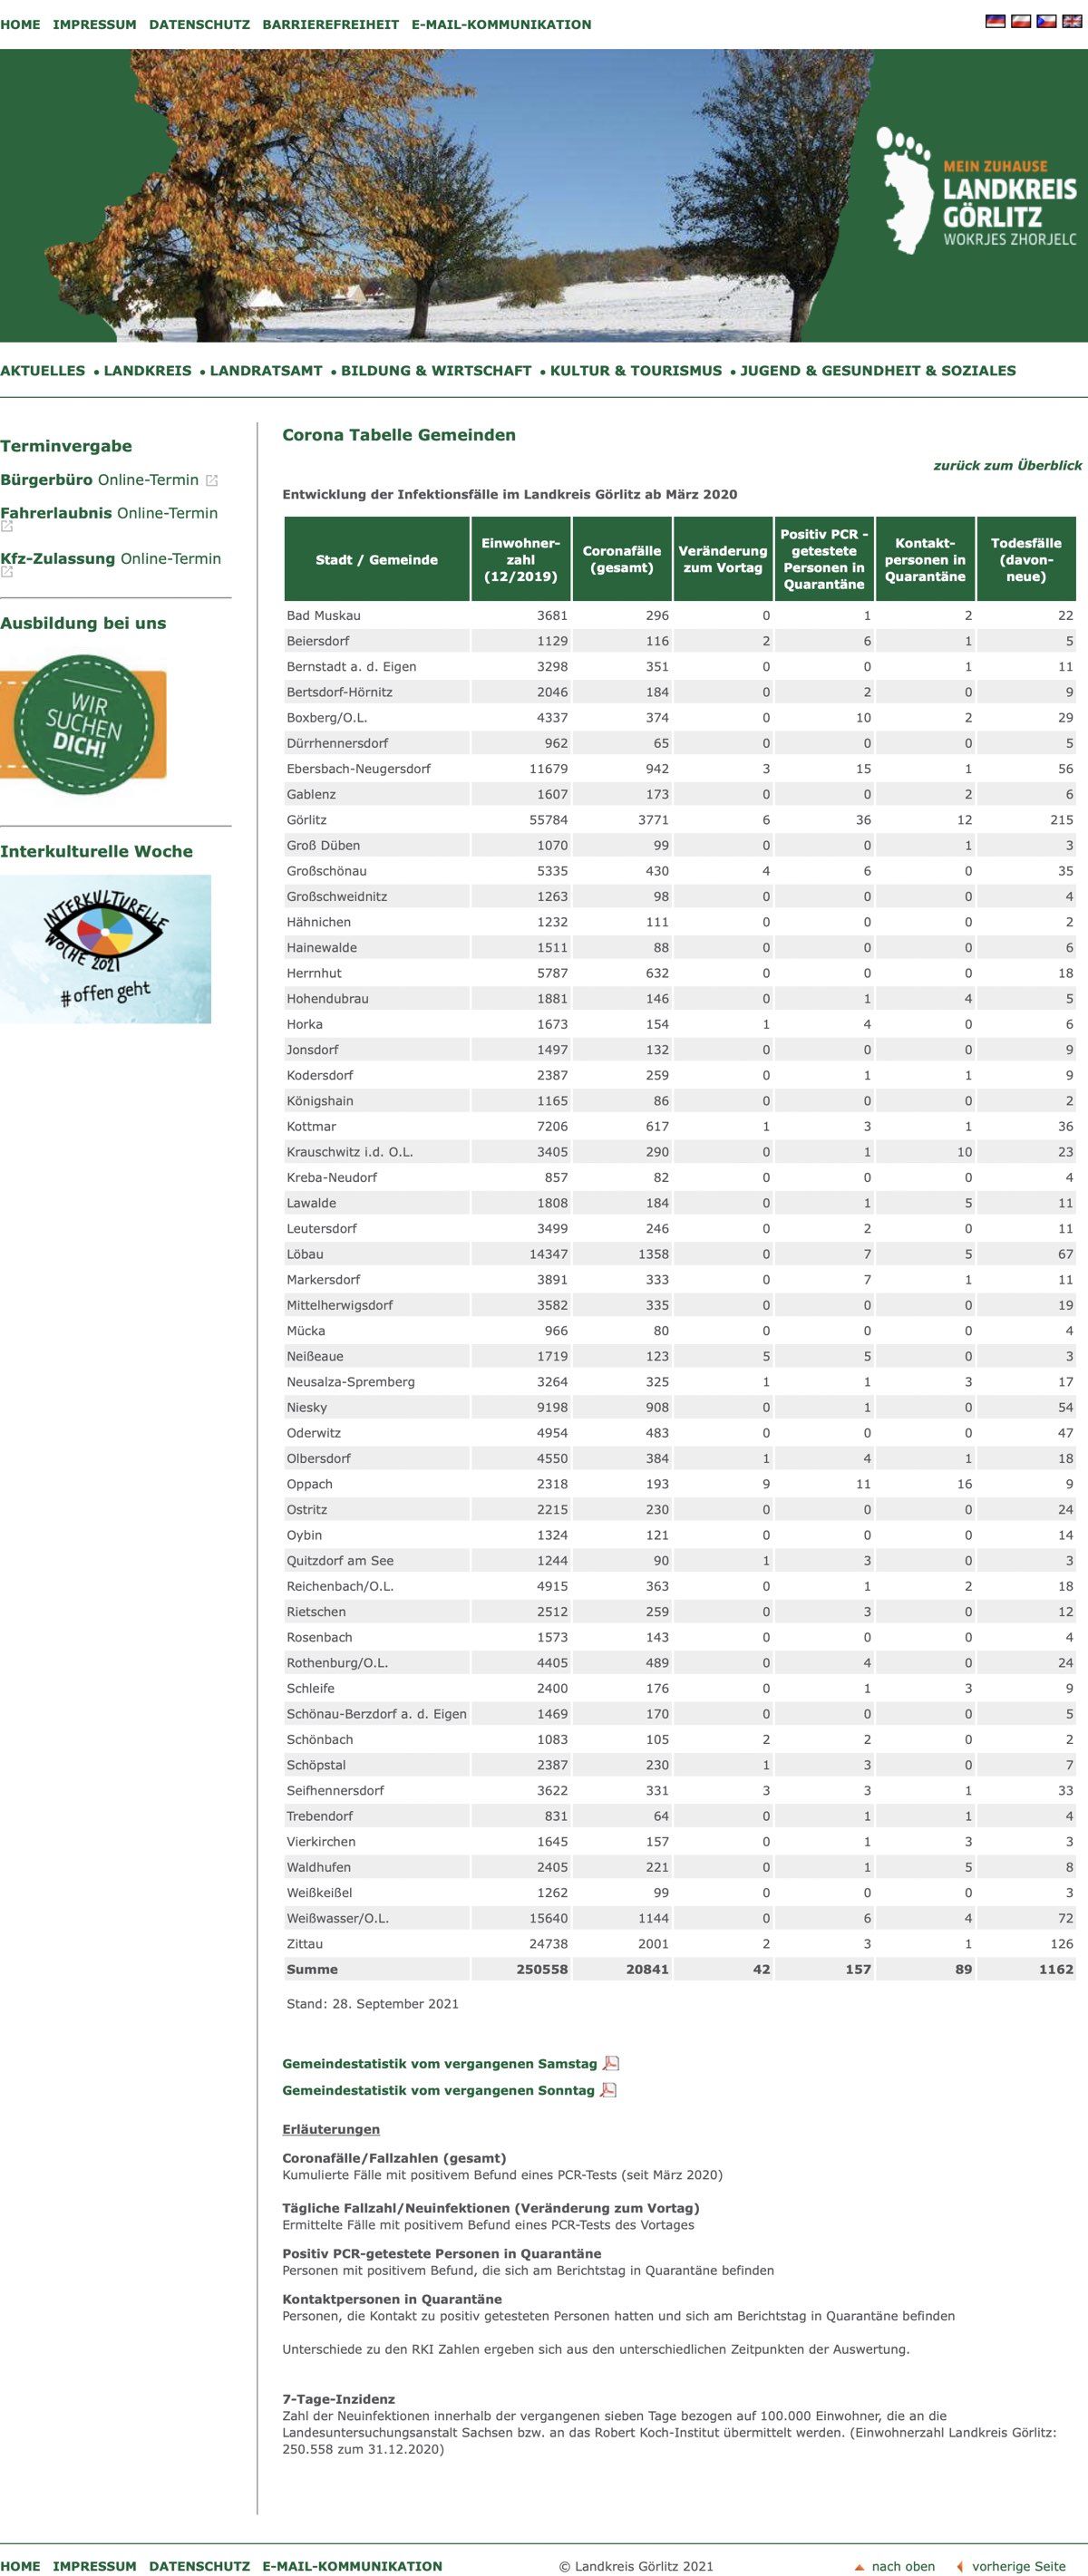 HOME IMPRESSUM DATENSCHUTZ BARRIEREFREIHEIT E-MAIL-KOMMUNIKATION
MEIN ZUHAUSE
LANDKREIS
GÖRLITZ
WOKRJES ZHORJELC
AKTUELLES • LANDKREIS • LANDRATSAMT • BILDUNG & WIRTSCHAFT • KULTUR & TOURISMUS • JUGEND & GESUNDHEIT & SOZIALES
Terminvergabe
Bürgerbüro Online-Termin
Fahrerlaubnis Online-Termin
Kfz-Zulassung Online-Termin
Ausbildung bei uns
WIR
SUCHEN
DICH!
Interkulturelle Woche
INTERKULTURELLE
WOCHE 2021
#offen geht
Corona Tabelle Gemeinden
zurück zum Überblick
Entwicklung der Infektionsfälle im Landkreis Görlitz ab März 2020
Stadt / Gemeinde Einwohner-zahl (12/2019) Coronafälle (gesamt) Veränderung zum Vortag Positiv PCR - getestete Personen in Quarantäne Kontakt-personen in Quarantäne Todesfälle (davon-neue)
Bad Muskau 3681 296 0 1 2 22
Beiersdorf 1129 116 2 6 1 5
Bernstadt a. d. Eigen 3298 351 0 0 1 11
Bertsdorf-Hörnitz 2046 184 0 2 0 9
Boxberg/O.L. 4337 374 0 10 2 29
Dürrhennersdorf 962 65 0 0 0 5
Ebersbach-Neugersdorf 11679 942 3 15 1 56
Gablenz 1607 173 0 0 2 6
Görlitz 55784 3771 6 36 12 215
Groß Düben 1070 99 0 0 1 3
Großschönau 5335 430 4 6 0 35
Großschweidnitz 1263 98 0 0 0 4
Hähnichen 1232 111 0 0 0 2
Hainewalde 1511 88 0 0 0 6
Herrnhut 5787 632 0 0 0 18
Hohendubrau 1881 146 0 1 4 5
Horka 1673 154 1 4 0 6
Jonsdorf 1497 132 0 0 0 9
Kodersdorf 2387 259 0 1 1 9
Königshain 1165 86 0 0 0 2
Kottmar 7206 617 1 3 1 36
Krauschwitz i.d. O.L. 3405 290 0 1 10 23
Kreba-Neudorf 857 82 0 0 0 4
Lawalde 1808 184 0 1 5 11
Leutersdorf 3499 246 0 2 0 11
Löbau 14347 1358 0 7 5 67
Markersdorf 3891 333 0 7 1 11
Mittelherwigsdorf 3582 335 0 0 0 19
Mücka 966 80 0 0 0 4
Neißeaue 1719 123 5 5 0 3
Neusalza-Spremberg 3264 325 1 1 3 17
Niesky 9198 908 0 1 0 54
Oderwitz 4954 483 0 0 0 47
Olbersdorf 4550 384 1 4 1 18
Oppach 2318 193 9 11 16 9
Ostritz 2215 230 0 0 0 24
Oybin 1324 121 0 0 0 14
Quitzdorf am See 1244 90 1 3 0 3
Reichenbach/O.L. 4915 363 0 1 2 18
Rietschen 2512 259 0 3 0 12
Rosenbach 1573 143 0 0 0 4
Rothenburg/O.L. 4405 489 0 4 0 24
Schleife 2400 176 0 1 3 9
Schönau-Berzdorf a. d. Eigen 1469 170 0 0 0 5
Schönbach 1083 105 2 2 0 2
Schöpstal 2387 230 1 3 0 7
Seifhennersdorf 3622 331 3 3 1 33
Trebendorf 831 64 0 1 1 4
Vierkirchen 1645 157 0 1 3 3
Waldhufen 2405 221 0 1 5 8
Weißkeißel 1262 99 0 0 0 3
Weißwasser/O.L. 15640 1144 0 6 4 72
Zittau 24738 2001 2 3 1 126
Summe 250558 20841 42 157 89 1162
Stand: 28. September 2021
Gemeindestatistik vom vergangenen Samstag
Gemeindestatistik vom vergangenen Sonntag
Erläuterungen
Coronafälle/Fallzahlen (gesamt)
Kumulierte Fälle mit positivem Befund eines PCR-Tests (seit März 2020)
Tägliche Fallzahl/Neuinfektionen (Veränderung zum Vortag)
Ermittelte Fälle mit positivem Befund eines PCR-Tests des Vortages
Positiv PCR-getestete Personen in Quarantäne
Personen mit positivem Befund, die sich am Berichtstag in Quarantäne befinden
Kontaktpersonen in Quarantäne
Personen, die Kontakt zu positiv getesteten Personen hatten und sich am Berichtstag in Quarantäne befinden
Unterschiede zu den RKI Zahlen ergeben sich aus den unterschiedlichen Zeitpunkten der Auswertung.
7-Tage-Inzidenz
Zahl der Neuinfektionen innerhalb der vergangenen sieben Tage bezogen auf 100.000 Einwohner, die an die
Landesuntersuchungsanstalt Sachsen bzw. an das Robert Koch-Institut übermittelt werden. (Einwohnerzahl Landkreis Görlitz:
250.558 zum 31.12.2020)
HOME IMPRESSUM DATENSCHUTZ E-MAIL-KOMMUNIKATION © Landkreis Görlitz 2021 nach oben vorherige Seite